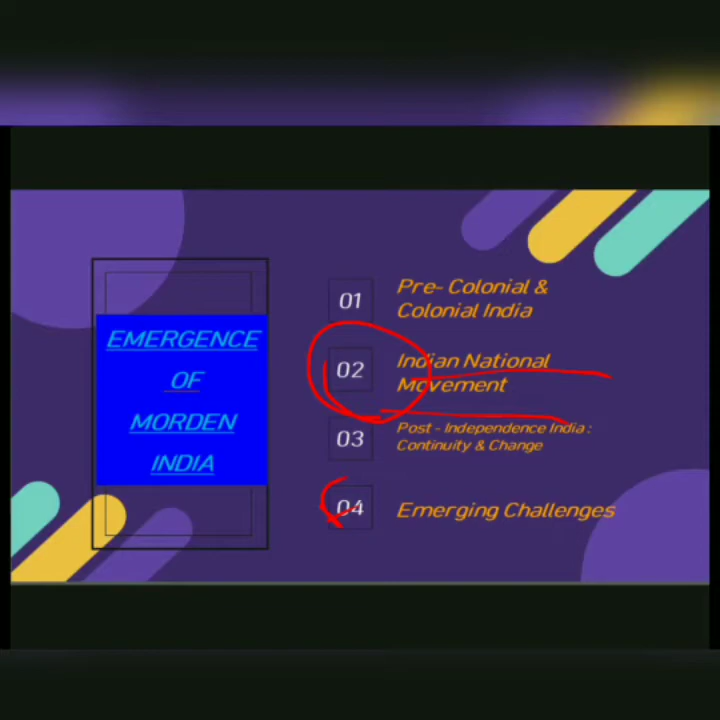 EMERGENCE
OF
MORDEN
INDIA
01
Pre- Colonial &
Colonial India
02
Indian National
Movement
03
Post - Independence India :
Continuity & Change
04
Emerging Challenges